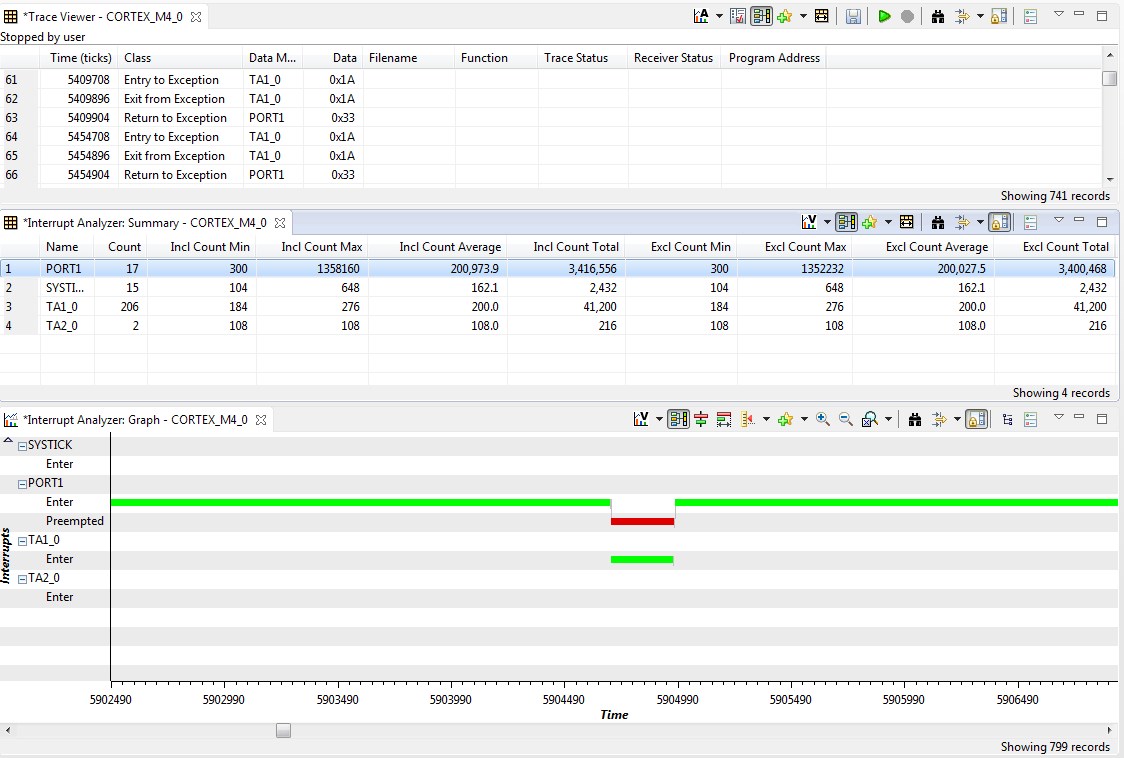 *Trace Viewer - CORTEX_M4_0
Stopped by user
Time (ticks) Class Data M... Data Filename Function Trace Status Receiver Status Program Address
61 5409708 Entry to Exception TA1_0 0x1A
62 5409896 Exit from Exception TA1_0 0x1A
63 5409904 Return to Exception PORT1 0x33
64 5454708 Entry to Exception TA1_0 0x1A
65 5454896 Exit from Exception TA1_0 0x1A
66 5454904 Return to Exception PORT1 0x33
Showing 741 records
*Interrupt Analyzer: Summary - CORTEX_M4_0
Name Count Incl Count Min Incl Count Max Incl Count Average Incl Count Total Excl Count Min Excl Count Max Excl Count Average Excl Count Total
1 PORT1 17 300 1358160 200,973.9 3,416,556 300 1352232 200,027.5 3,400,468
2 SYSTI... 15 104 648 162.1 2,432 104 648 162.1 2,432
3 TA1_0 206 184 276 200.0 41,200 184 276 200.0 41,200
4 TA2_0 2 108 108 108.0 216 108 108 108.0 216
Showing 4 records
*Interrupt Analyzer: Graph - CORTEX_M4_0
SYSTICK
Enter
PORT1
Enter
Preempted
TA1_0
Enter
TA2_0
Enter
Interrupts
5902490 5902990 5903490 5903990 5904490 5904990 5905490 5905990 5906490
Time
Showing 799 records